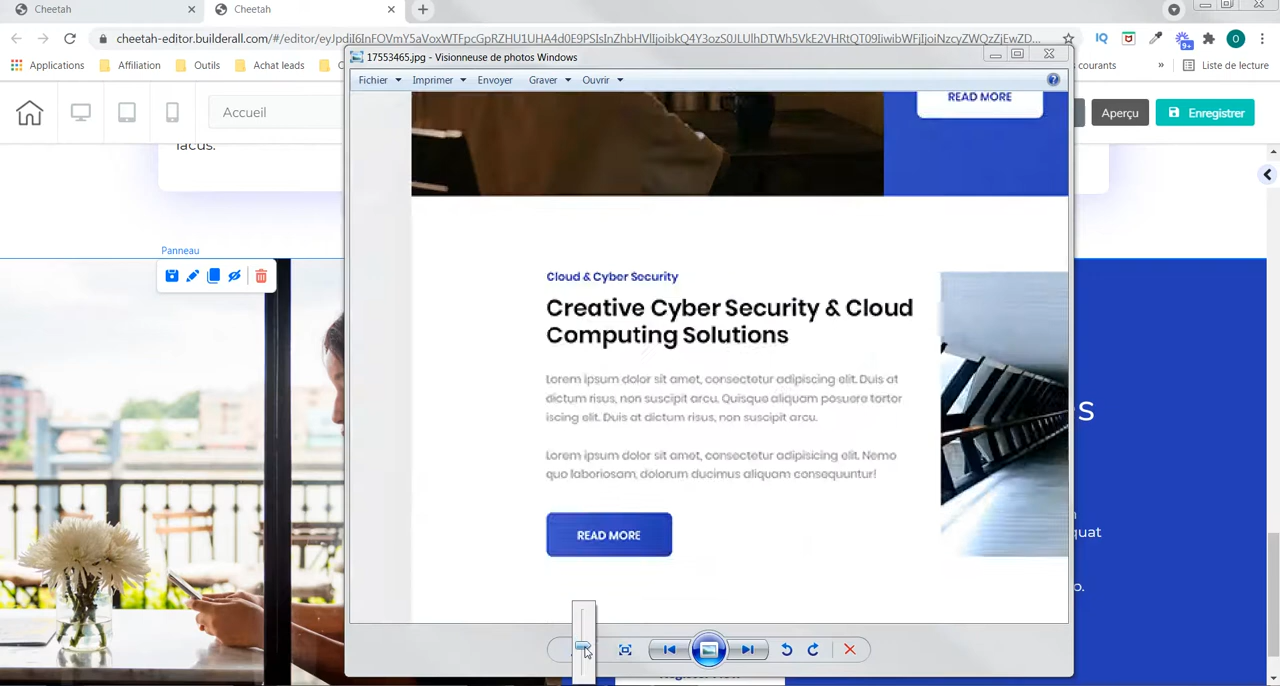 Cheetah
Cheetah
cheetah-editor.builderall.com/#/editor/
IQ
9+
O
Applications
Affiliation
Outils
Achat lea
courants
»
Liste de lecture
17553465.jpg - Visionneuse de photos Windows
Fichier
Imprimer
Envoyer
Graver
Ouvrir
Accueil
Aperçu
Enregistrer
READ MORE
lacus.
Panneau
Cloud & Cyber Security
Creative Cyber Security & Cloud
Computing Solutions
Lorem ipsum dolor sit amet, consectetur adipiscing elit. Duis at
dictum risus, non suscipit arcu. Quisque aliquam posuere tortor
iscing elit. Duis at dictum risus, non suscipit arcu.
Lorem ipsum dolor sit amet, consectetur adipisicing elit. Nemo
quo laboriosam, dolorum ducimus aliquam consequuntur!
READ MORE
s
quat
o.